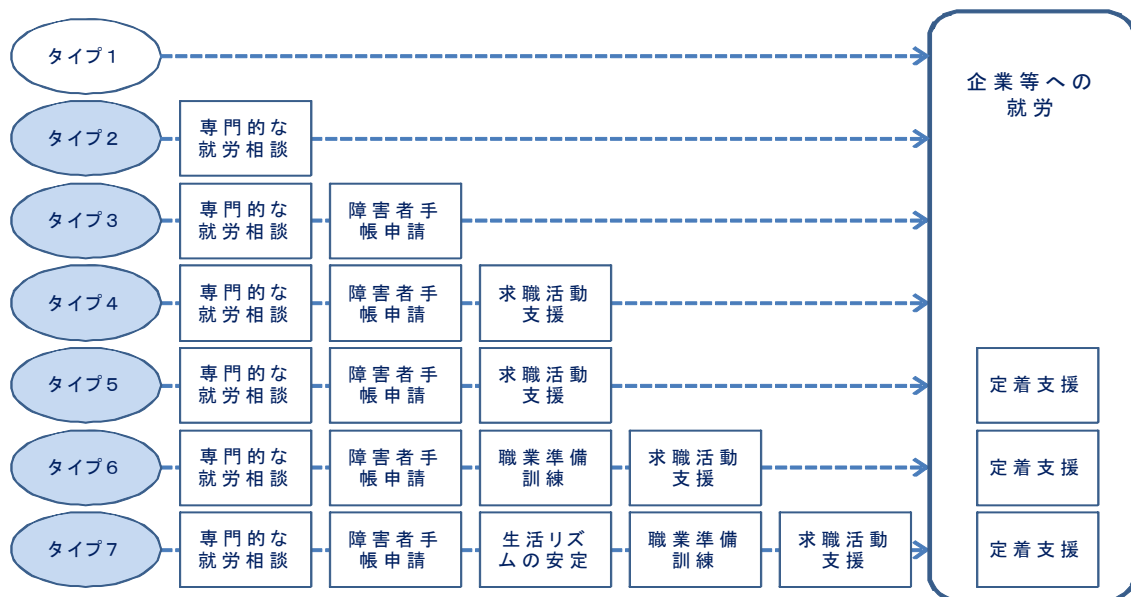 タイプ1
企業等への
就労
タイプ2
専門的な
就労相談
タイプ3
専門的な
就労相談
障害者手
帳申請
タイプ4
専門的な
就労相談
障害者手
帳申請
求職活動
支援
タイプ5
専門的な
就労相談
障害者手
帳申請
求職活動
支援
定着支援
タイプ6
専門的な
就労相談
障害者手
帳申請
職業準備
訓練
求職活動
支援
定着支援
タイプ7
専門的な
就労相談
障害者手
帳申請
生活リズ
ムの安定
職業準備
訓練
求職活動
支援
定着支援